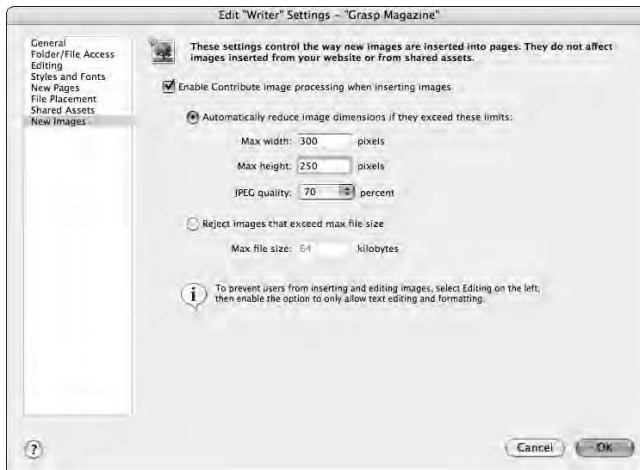 Edit "Writer" Settings - "Grasp Magazine"
General
Folder/File Access
Editing
Styles and Fonts
New Pages
File Placement
Shared Assets
New Images
These settings control the way new images are inserted into pages. They do not affect
images inserted from your website or from shared assets.
Enable Contribute image processing when inserting images
Automatically reduce image dimensions if they exceed these limits:
Max width: 300 pixels
Max height: 250 pixels
JPEG quality: 70 percent
Reject images that exceed max file size
Max file size: 64 kilobytes
i To prevent users from inserting and editing images, select Editing on the left,
then enable the option to only allow text editing and formatting.
? Cancel OK